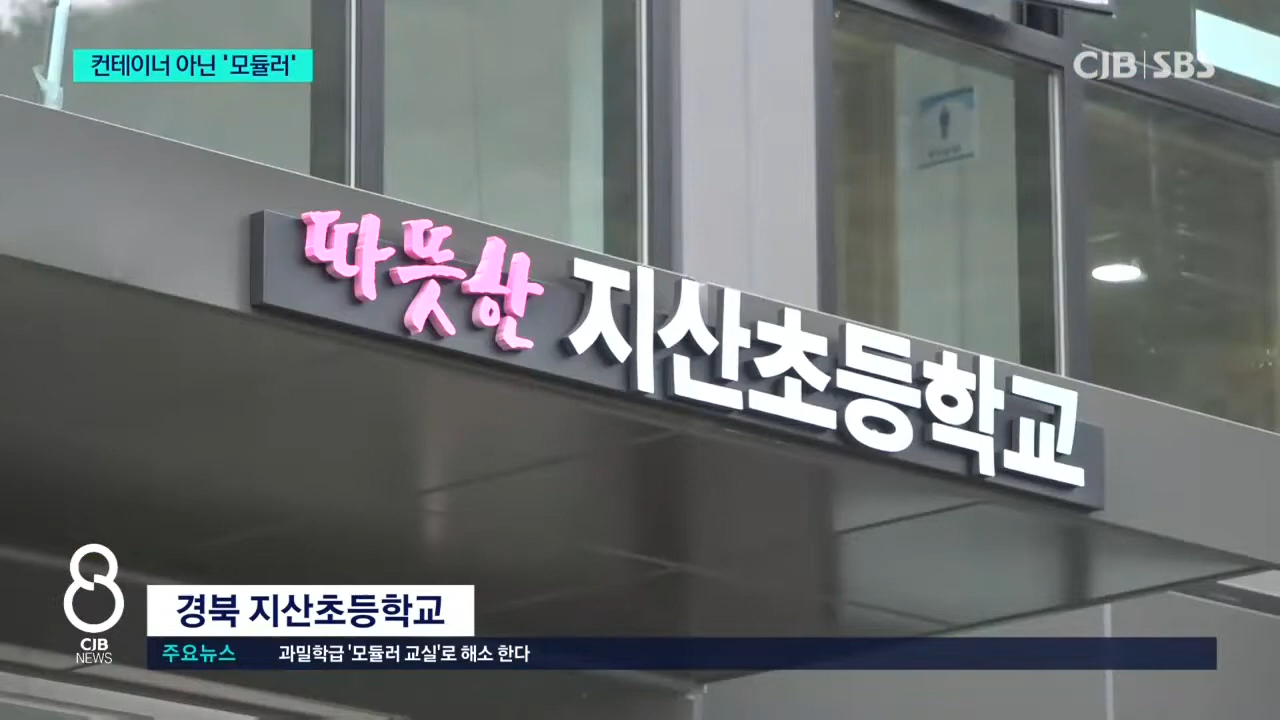 컨테이너 아닌 '모듈러'
CJB SBS
따뜻한 지산초등학교
8
CJB
NEWS
경북 지산초등학교
주요뉴스 과밀학급 '모듈러 교실'로 해소 한다